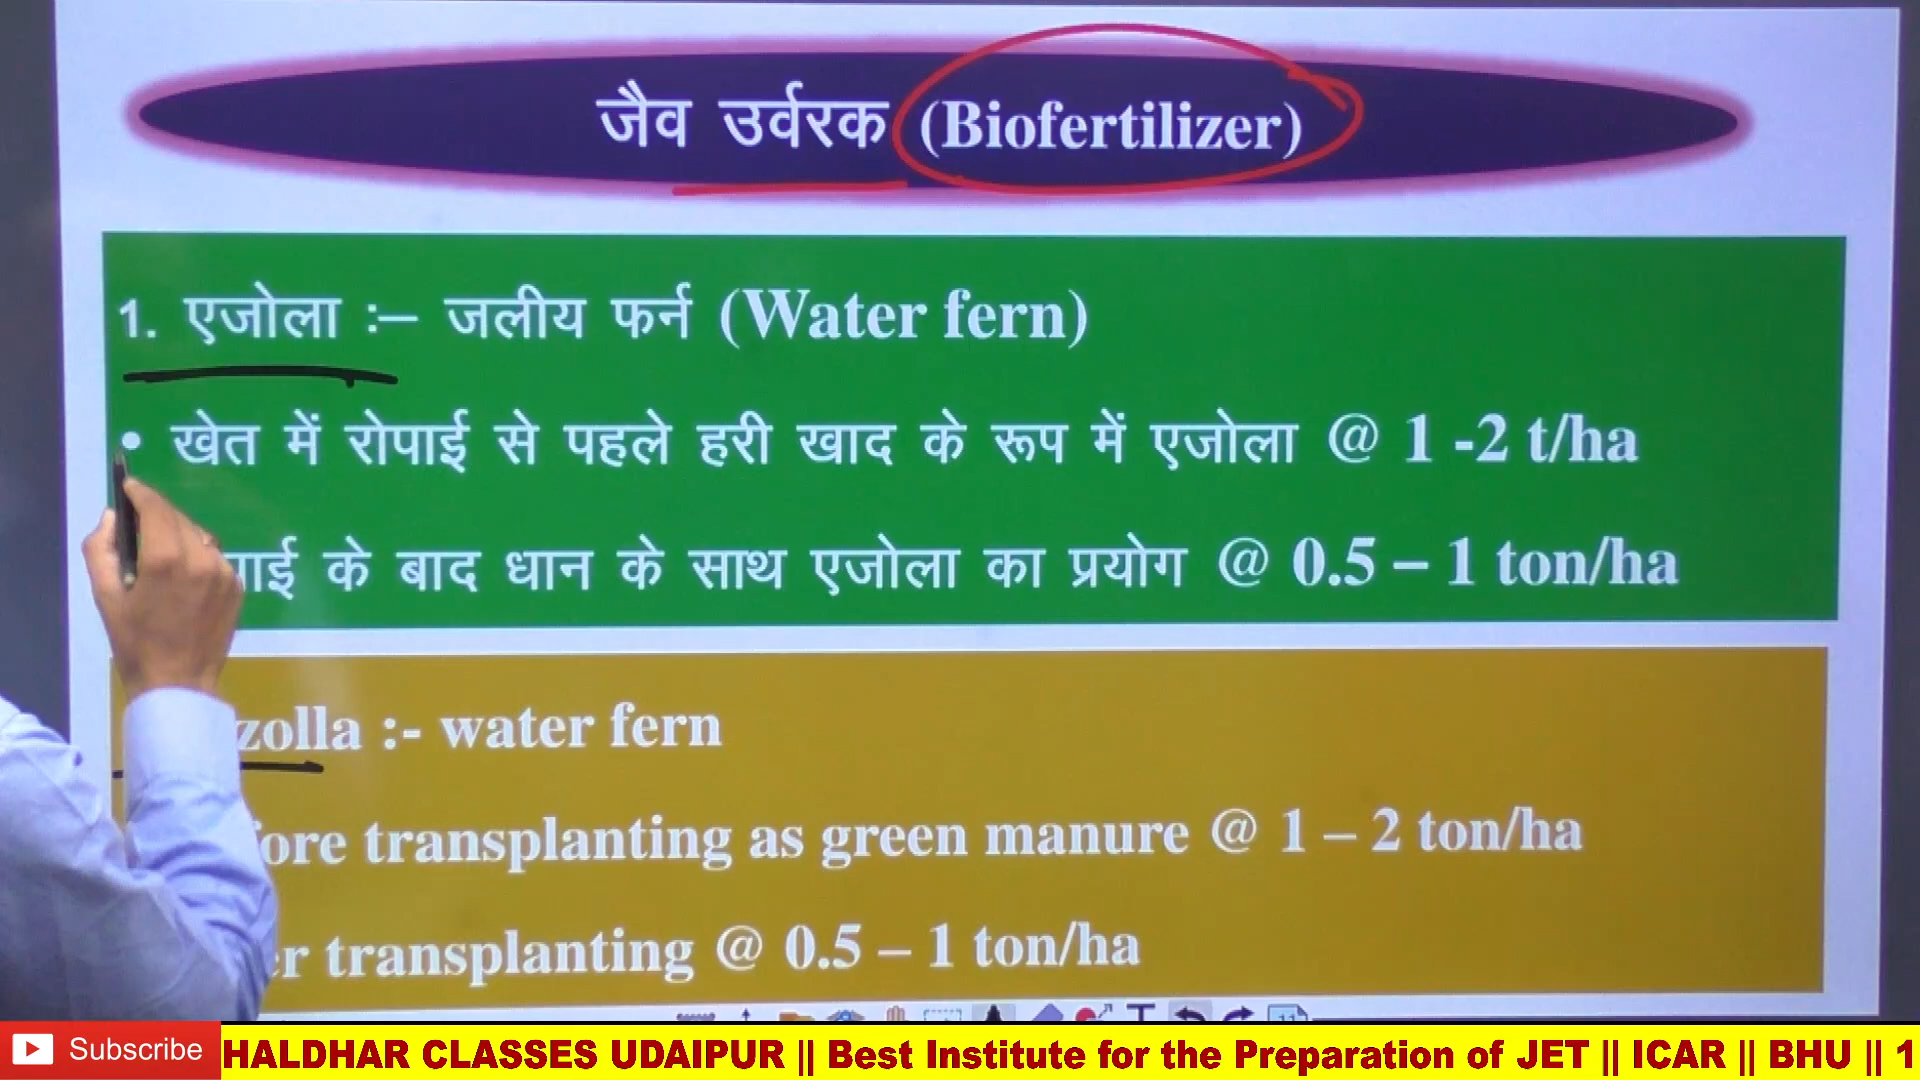 जैव उर्वरक (Biofertilizer)
1. एजोला :– जलीय फर्न (Water fern)
• खेत में रोपाई से पहले हरी खाद के रूप में एजोला @ 1 -2 t/ha
के बाद धान के साथ एजोला का प्रयोग @ 0.5 – 1 ton/ha
:- water fern
transplanting as green manure @ 1 – 2 ton/ha
transplanting @ 0.5 – 1 ton/ha
Subscribe HALDHAR CLASSES UDAIPUR || Best Institute for the Preparation of JET || ICAR || BHU || 1